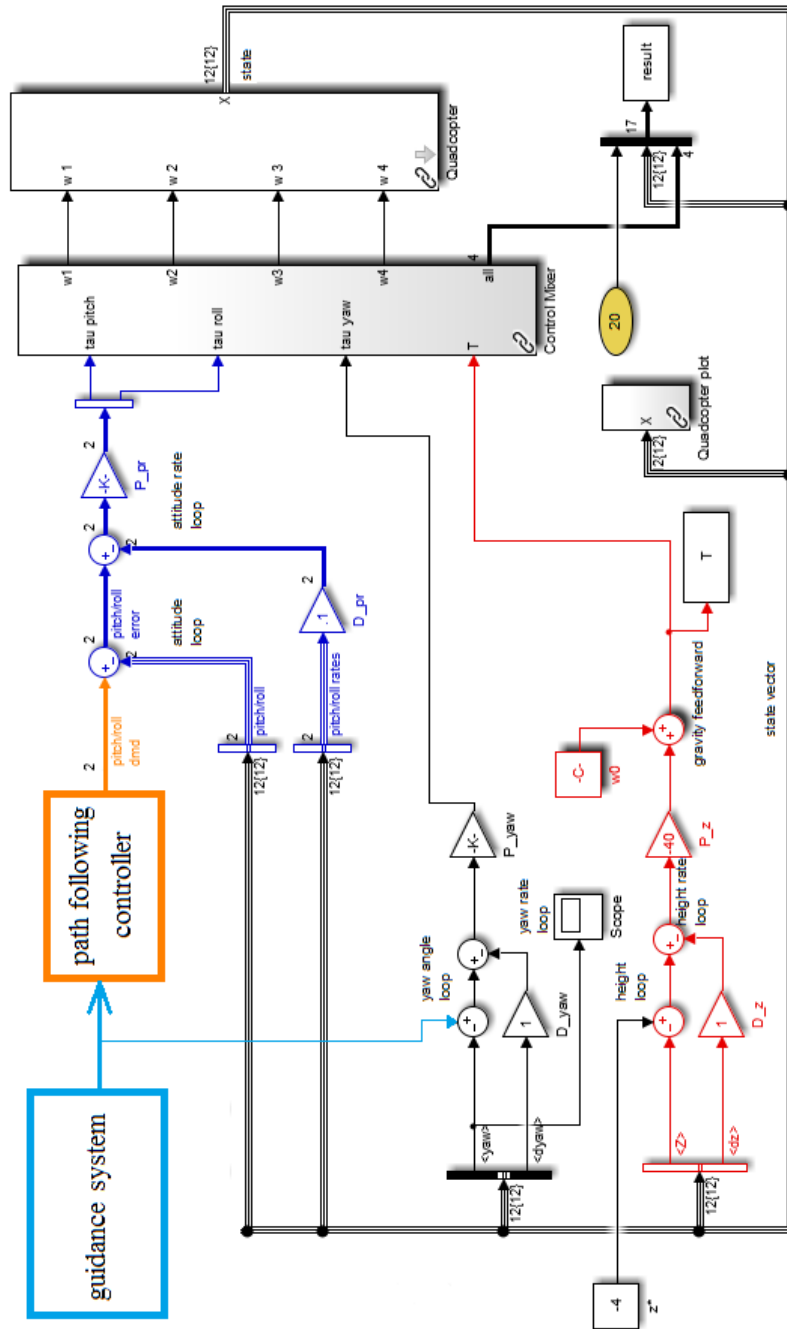 guidance system
path following
controller
2
pitch/roll
dmd
2
pitch/roll
error
2
attitude
loop
2
2
attitude rate
loop
-K-
P_pr
2
tau pitch
tau roll
tau yaw
T
w1
w2
w3
w4
all
4
Control Mixer
w 1
w 2
w 3
w 4
X
Quadcopter
12{12}
state
2
12{12}
2
pitch/roll rates
12{12}
.1
D_pr
2
yaw angle
loop
<yaw>
<dyaw>
12{12}
1
D_yaw
yaw rate
loop
-K-
P_yaw
Scope
20
17
12{12}
4
result
X
12{12}
Quadcopter plot
-4
z*
<Z>
<dz>
12{12}
height
loop
1
D_z
height rate
loop
-40
P_z
-C-
w0
gravity feedforward
T
state vector